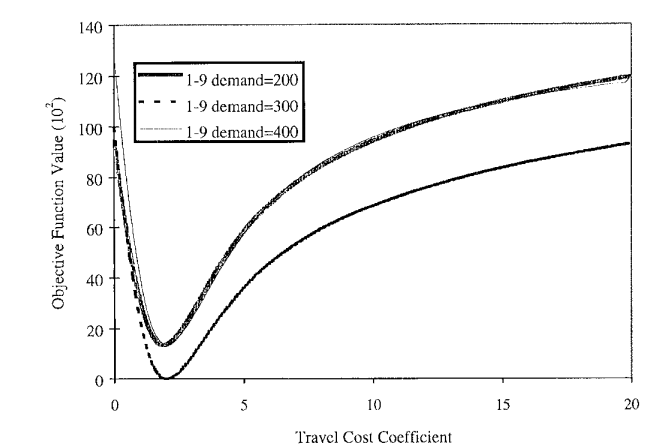 140
120
100
80
60
40
20
0
Objective Function Value (10²)
1-9 demand=200
1-9 demand=300
1-9 demand=400
0 5 10 15 20
Travel Cost Coefficient